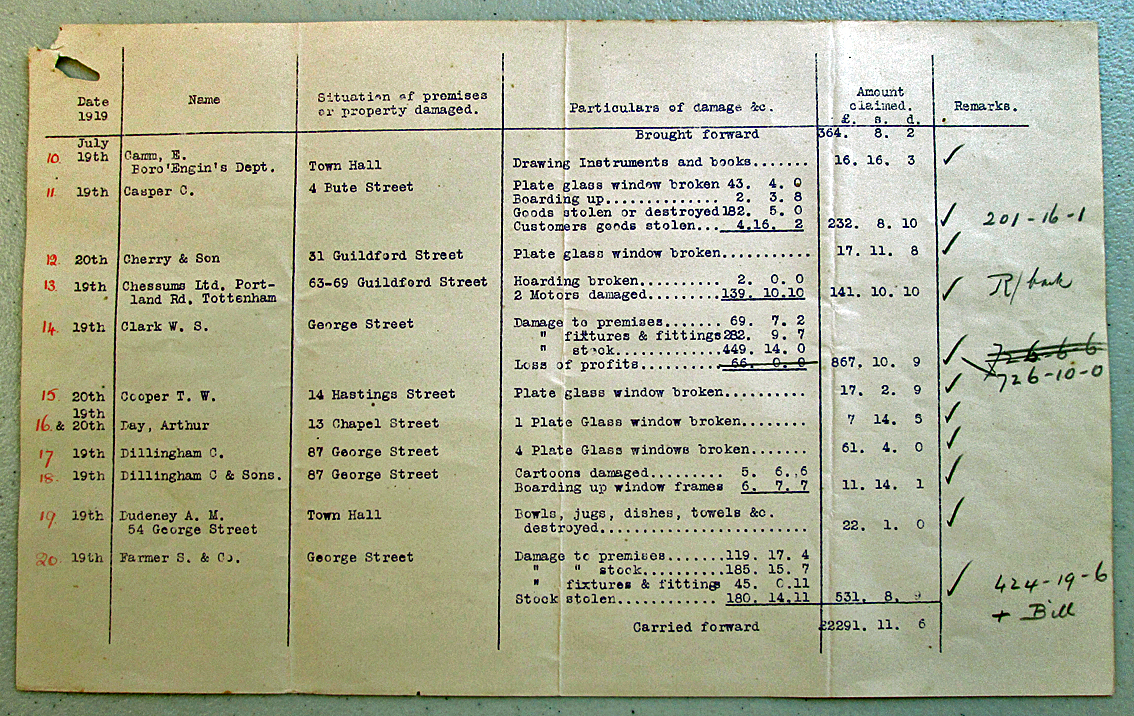 Date Name Situation of premises Particulars of damage &c. Amount Remarks.
1919 or property damaged. claimed.
£. s. d.
Brought forward 364. 8. 2
July
10. 19th Camm, E. Town Hall Drawing Instruments and books....... 16. 16. 3 ✓
Boro'Engin's Dept.
11. 19th Casper C. 4 Bute Street Plate glass window broken 43. 4. 0
Boarding up.............. 2. 3. 8
Goods stolen or destroyed182. 5. 0
Customers goods stolen... 4.16. 2 232. 8. 10 ✓ 201-16-1
12. 20th Cherry & Son 31 Guildford Street Plate glass window broken........... 17. 11. 8 ✓
13. 19th Chessums Ltd. Port- 63-69 Guildford Street Hoarding broken.......... 2. 0. 0
land Rd. Tottenham 2 Motors damaged.........139. 10.10 141. 10. 10 ✓ R/back
14. 19th Clark W. S. George Street Damage to premises....... 69. 7. 2
" fixtures & fittings282. 9. 7
" stock.............449. 14. 0
Loss of profits.......... 66. 0. 0 867. 10. 9 ✓ 726-6-6
726-10-0
15. 20th Cooper T. W. 14 Hastings Street Plate glass window broken.......... 17. 2. 9 ✓
19th
16. & 20th Day, Arthur 13 Chapel Street 1 Plate Glass window broken........ 7 14. 5 ✓
17 19th Dillingham C. 87 George Street 4 Plate Glass windows broken....... 61. 4. 0 ✓
18. 19th Dillingham C & Sons. 87 George Street Cartoons damaged......... 5. 6. 6
Boarding up window frames 6. 7. 7 11. 14. 1 ✓
19. 19th Dudeney A. M. Town Hall Bowls, jugs, dishes, towels &c.
54 George Street destroyed......................... 22. 1. 0 ✓
20. 19th Farmer S. & Co. George Street Damage to premises.......119. 17. 4
" " stock..........185. 15. 7
" fixtures & fittings 45. 0.11
Stock stolen............ 180. 14.11 531. 8. 9 ✓ 424-19-6
+ Bill
Carried forward £2291. 11. 6